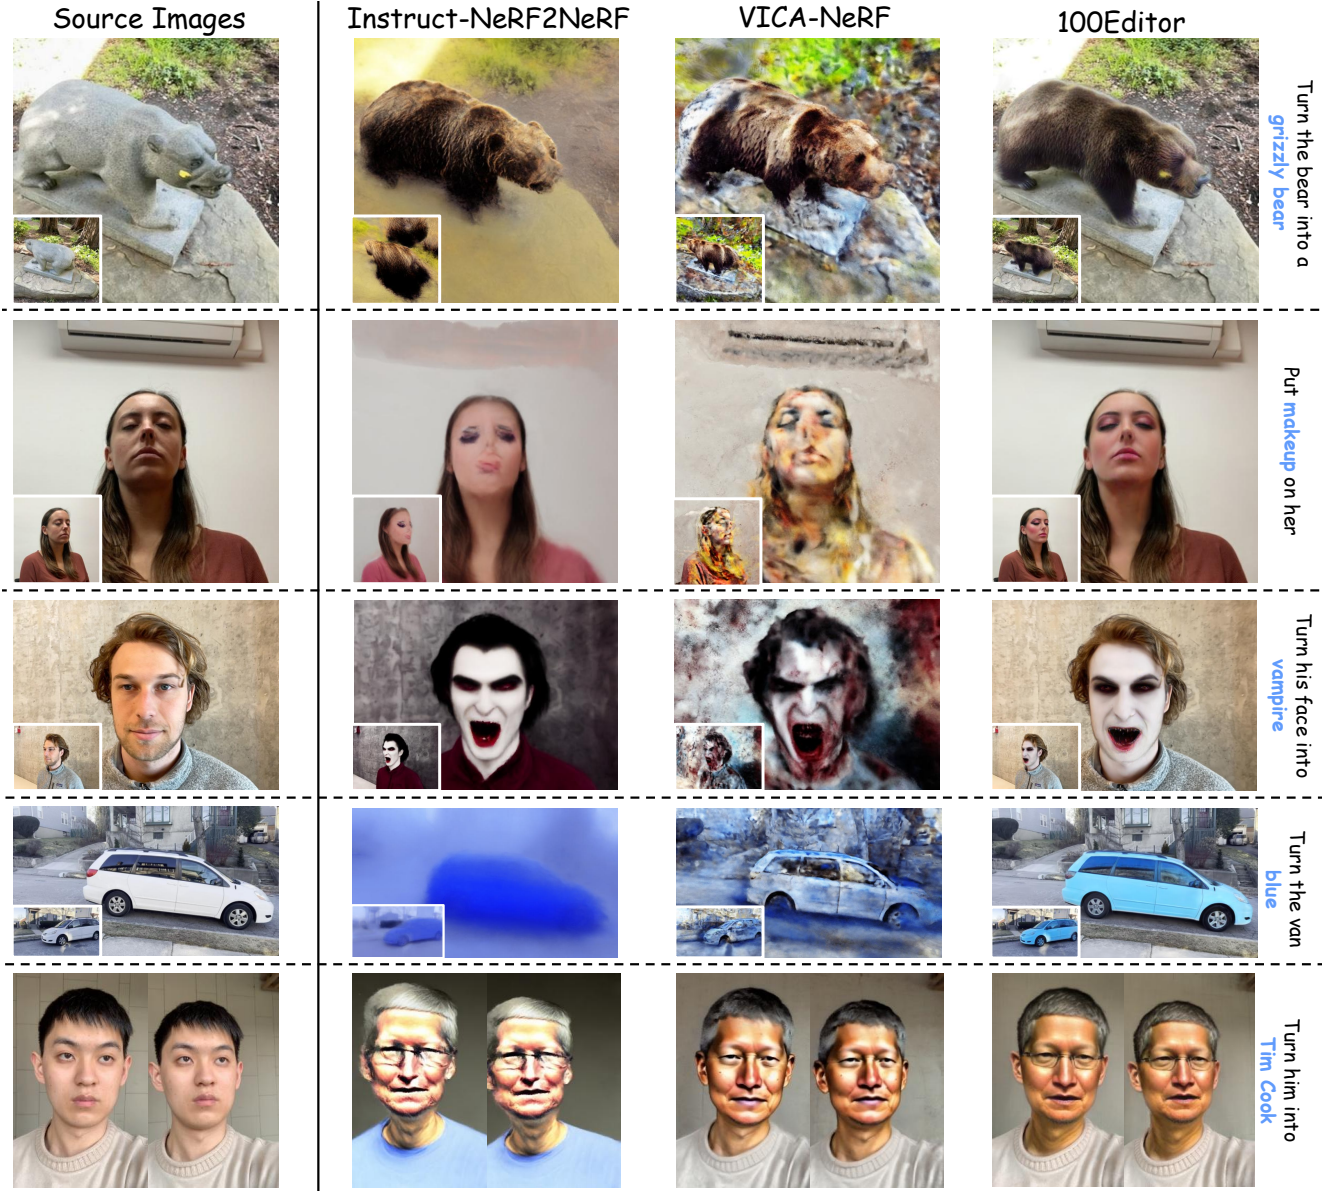 Source Images
Instruct-NeRF2NeRF
VICA-NeRF
100Editor
Turn the bear into a
grizzly bear
Put makeup on her
Turn his face into
vampire
Turn the van
blue
Turn him into
Tim Cook